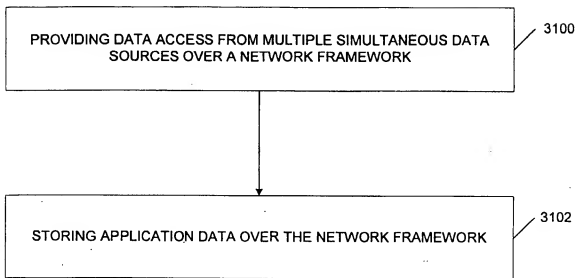 PROVIDING DATA ACCESS FROM MULTIPLE SIMULTANEOUS DATA
SOURCES OVER A NETWORK FRAMEWORK
3100
STORING APPLICATION DATA OVER THE NETWORK FRAMEWORK
3102